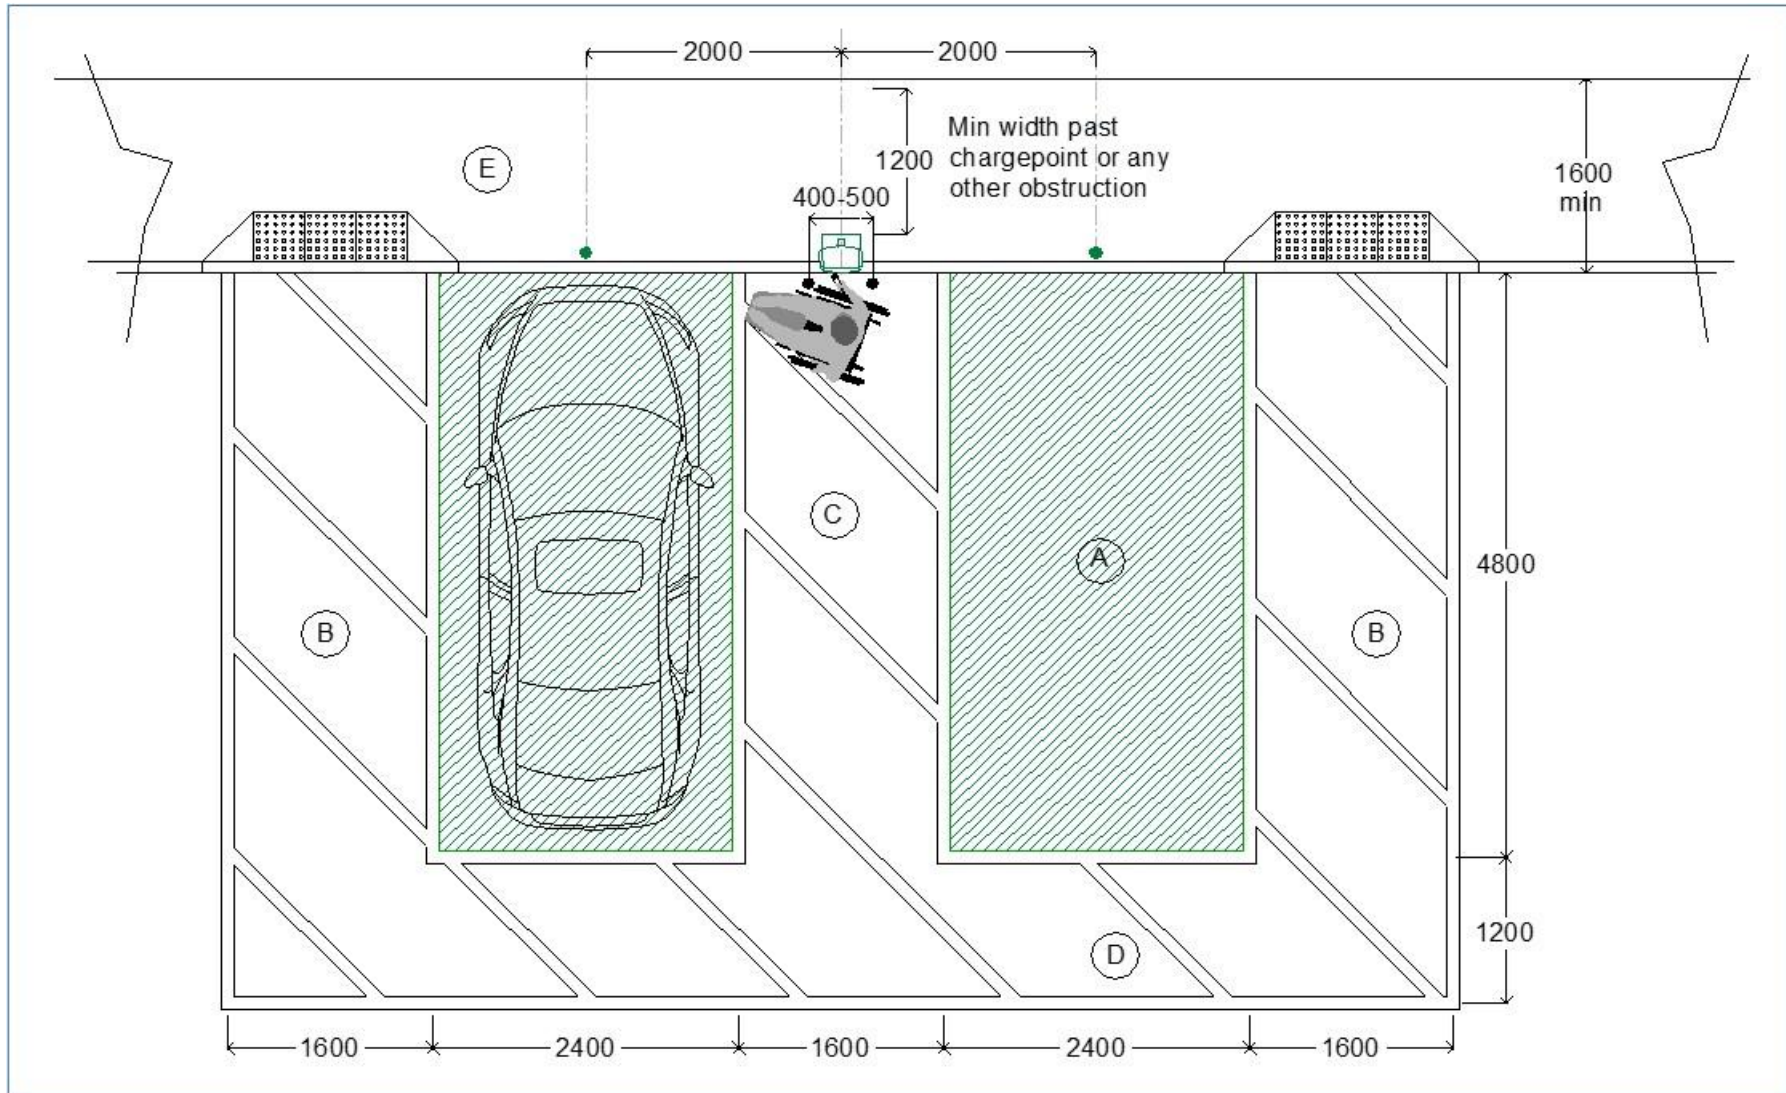 2000
2000
Min width past
chargepoint or any
other obstruction
1200
1600
min
E
400-500
C
A
B
B
4800
D
1200
1600
2400
1600
2400
1600